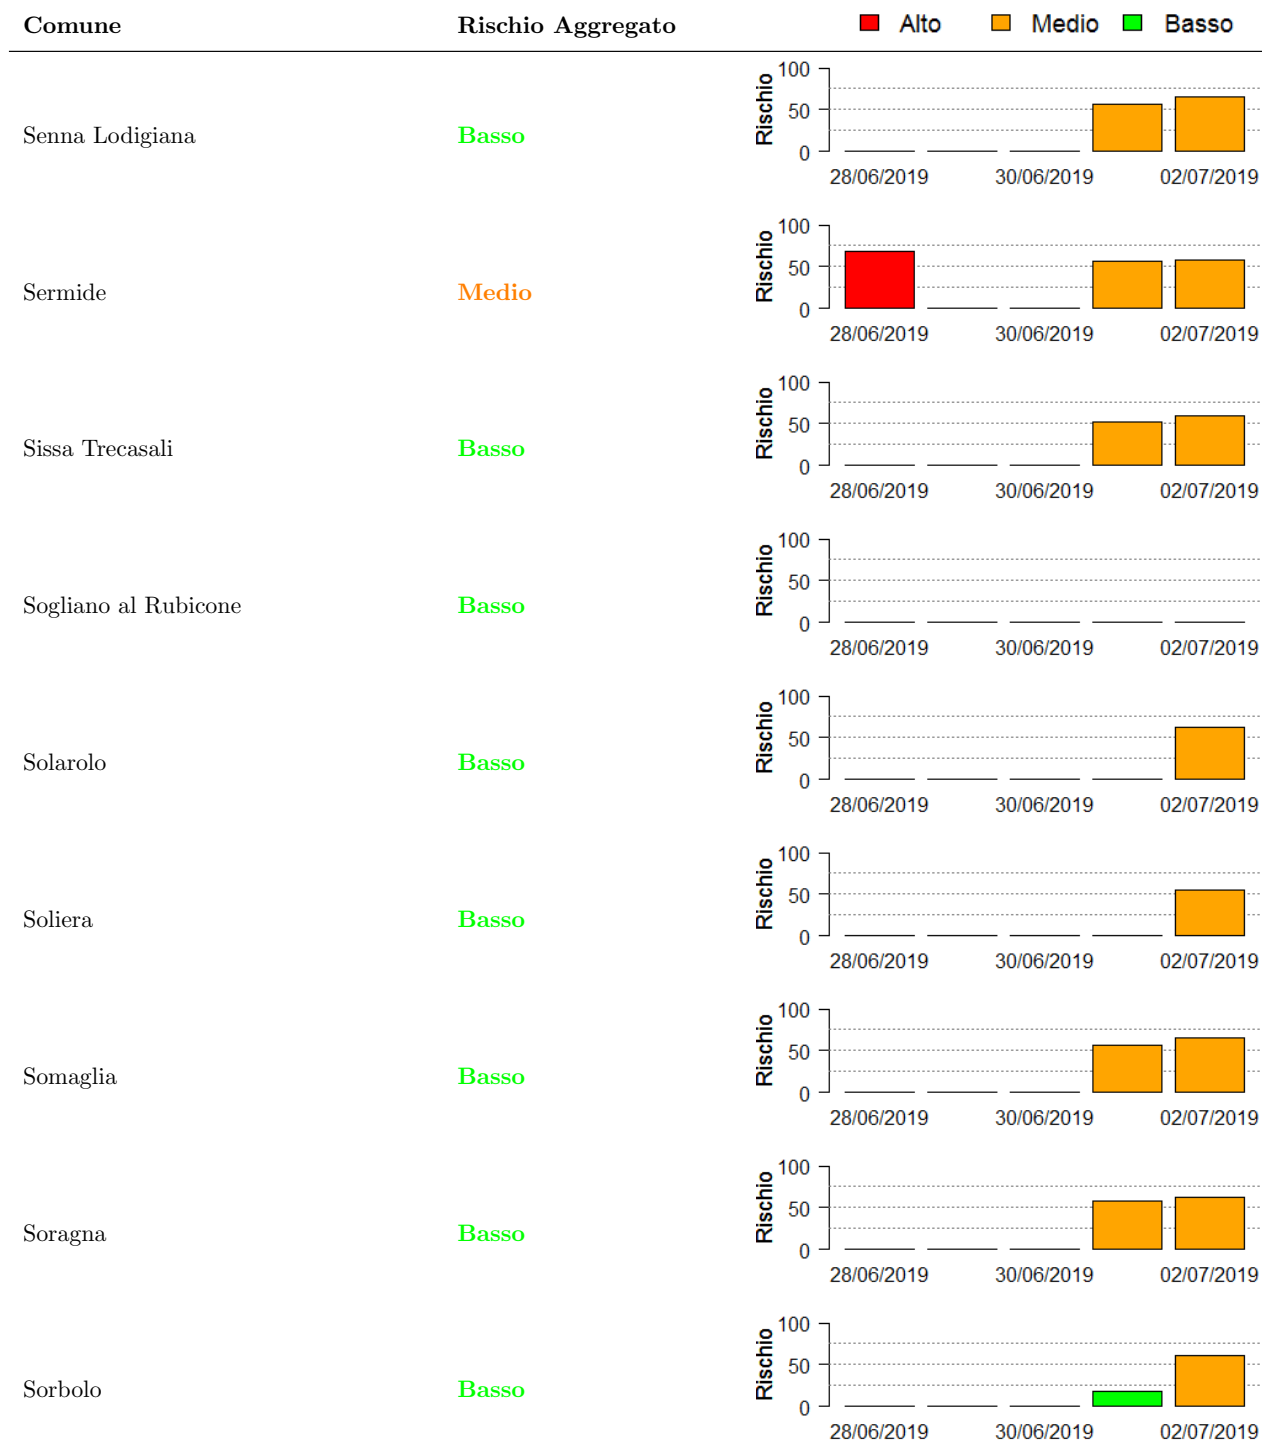 Comune Rischio Aggregato Alto Medio Basso
Senna Lodigiana Basso Rischio 100 50 0
28/06/2019 30/06/2019 02/07/2019
Sermide Medio Rischio 100 50 0
28/06/2019 30/06/2019 02/07/2019
Sissa Trecasali Basso Rischio 100 50 0
28/06/2019 30/06/2019 02/07/2019
Sogliano al Rubicone Basso Rischio 100 50 0
28/06/2019 30/06/2019 02/07/2019
Solarolo Basso Rischio 100 50 0
28/06/2019 30/06/2019 02/07/2019
Soliera Basso Rischio 100 50 0
28/06/2019 30/06/2019 02/07/2019
Somaglia Basso Rischio 100 50 0
28/06/2019 30/06/2019 02/07/2019
Soragna Basso Rischio 100 50 0
28/06/2019 30/06/2019 02/07/2019
Sorbolo Basso Rischio 100 50 0
28/06/2019 30/06/2019 02/07/2019